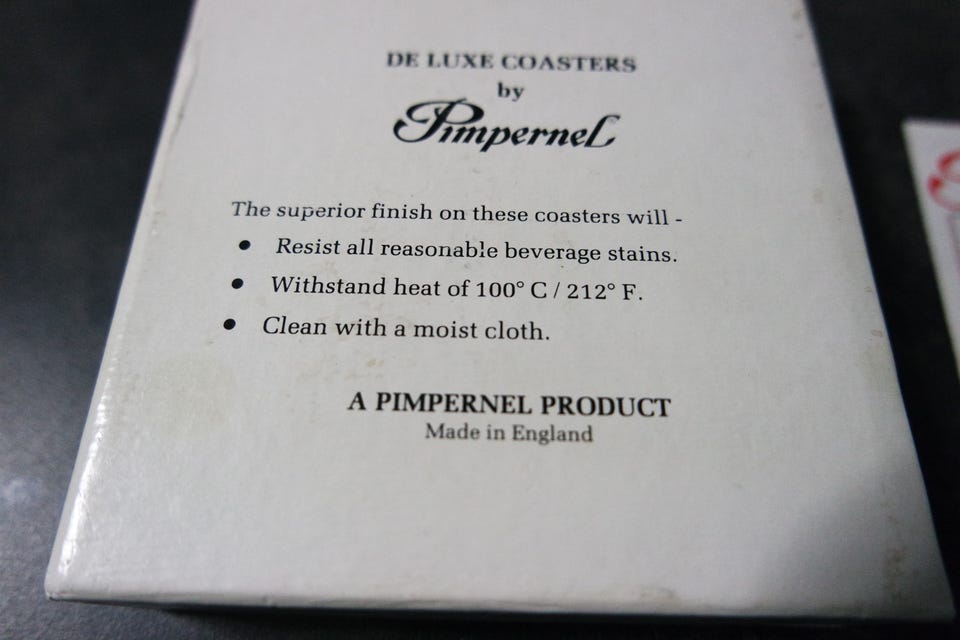 DE LUXE COASTERS
by
Pimpernel
The superior finish on these coasters will -
• Resist all reasonable beverage stains.
• Withstand heat of 100° C / 212° F.
• Clean with a moist cloth.
A PIMPERNEL PRODUCT
Made in England